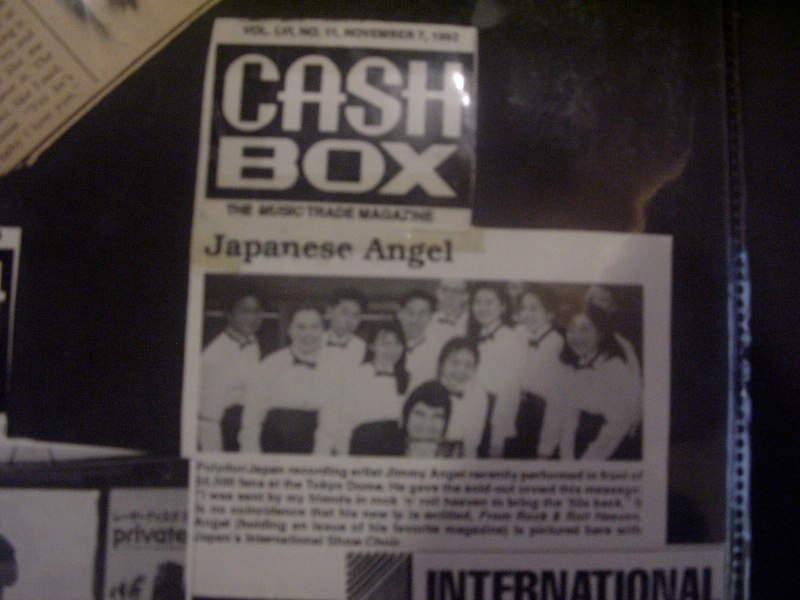 VOL. LVI, NO. 11, NOVEMBER 7, 1992
CASH
BOX
THE MUSIC TRADE MAGAZINE
Japanese Angel
Polydor/Japan recording artist Jimmy Angel recently performed in front of
fans at the Tokyo Dome. He gave the sold-out crowd this message:
"I was sent by my friends in rock 'n' roll heaven to bring the '50s back." It
is no coincidence that his new lp is entitled, From Rock & Roll Heaven.
Angel (holding an issue of his favorite magazine) is pictured here with
Japan's International Show Choir.
private
INTERNATIONAL